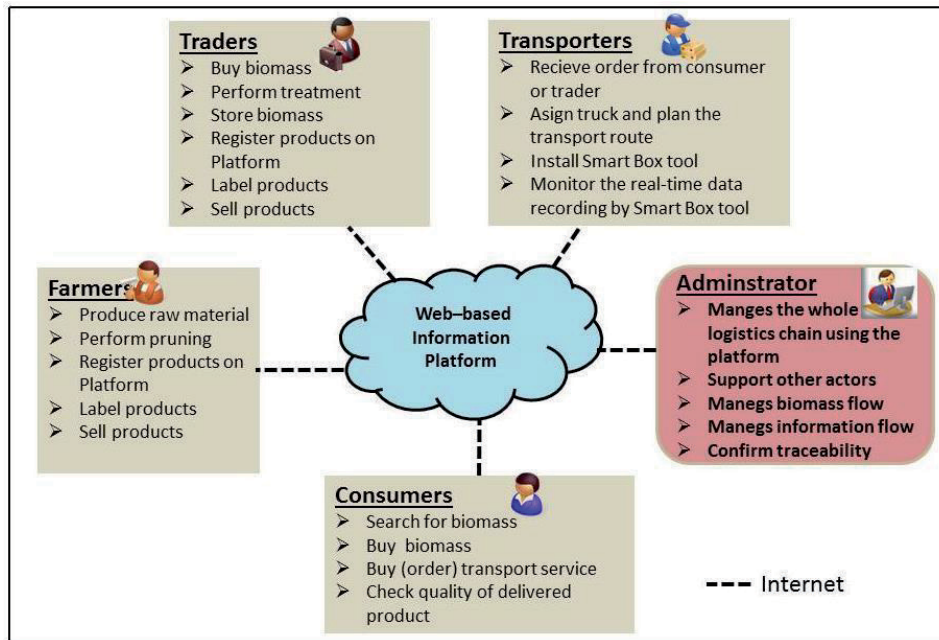 Traders
➢ Buy biomass
➢ Perform treatment
➢ Store biomass
➢ Register products on
Platform
➢ Label products
➢ Sell products
Transporters
➢ Recieve order from consumer
or trader
➢ Asign truck and plan the
transport route
➢ Install Smart Box tool
➢ Monitor the real-time data
recording by Smart Box tool
Farmers
➢ Produce raw material
➢ Perform pruning
➢ Register products on
Platform
➢ Label products
➢ Sell products
Web–based
Information
Platform
Adminstrator
➢ Manges the whole
logistics chain using the
platform
➢ Support other actors
➢ Manegs biomass flow
➢ Manegs information flow
➢ Confirm traceability
Consumers
➢ Search for biomass
➢ Buy biomass
➢ Buy (order) transport service
➢ Check quality of delivered
product
Internet